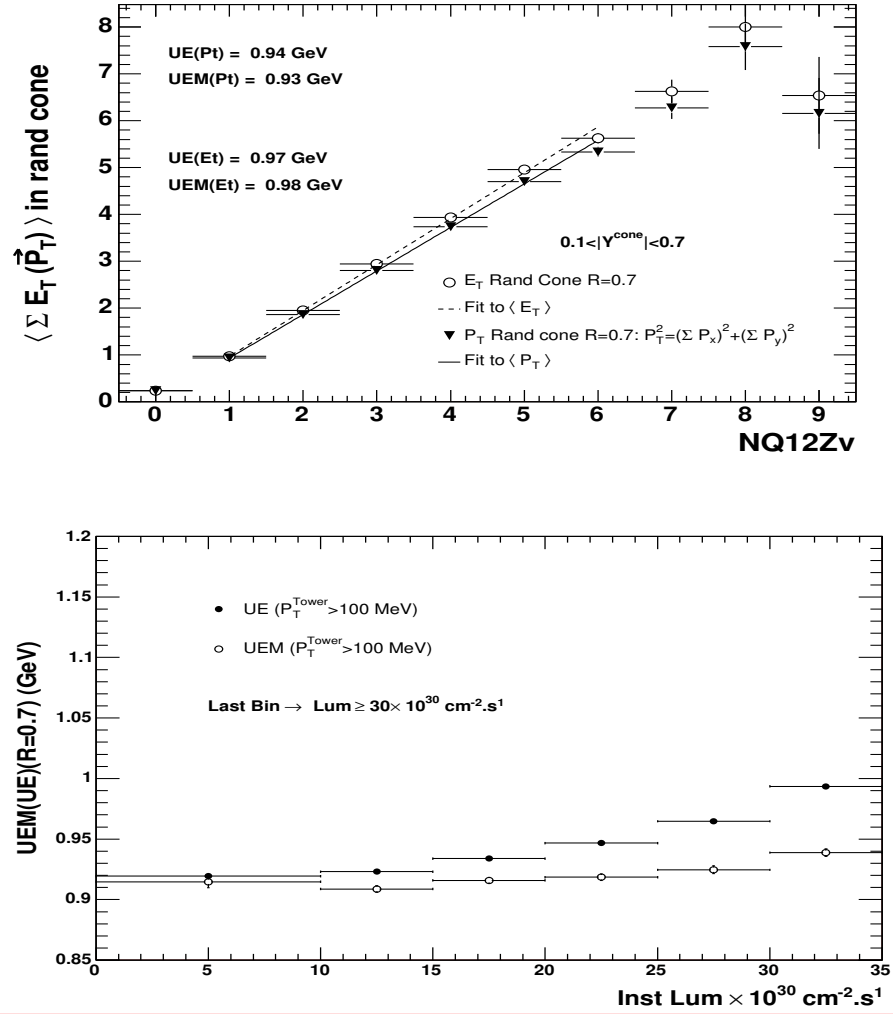 8
7
6
5
4
3
2
1
0
⟨ Σ E_T (P⃗_T) ⟩ in rand cone
UE(Pt) = 0.94 GeV
UEM(Pt) = 0.93 GeV
UE(Et) = 0.97 GeV
UEM(Et) = 0.98 GeV
0.1<|Y^cone|<0.7
E_T Rand Cone R=0.7
Fit to ⟨ E_T ⟩
P_T Rand cone R=0.7: P_T^2=(Σ P_x)^2+(Σ P_y)^2
Fit to ⟨ P_T ⟩
0 1 2 3 4 5 6 7 8 9
NQ12Zv
1.2
1.15
1.1
1.05
1
0.95
0.9
0.85
UEM(UE)(R=0.7) (GeV)
UE (P_T^Tower>100 MeV)
UEM (P_T^Tower>100 MeV)
Last Bin → Lum ≥ 30× 10^30 cm^-2.s^1
0 5 10 15 20 25 30 35
Inst Lum × 10^30 cm^-2.s^1